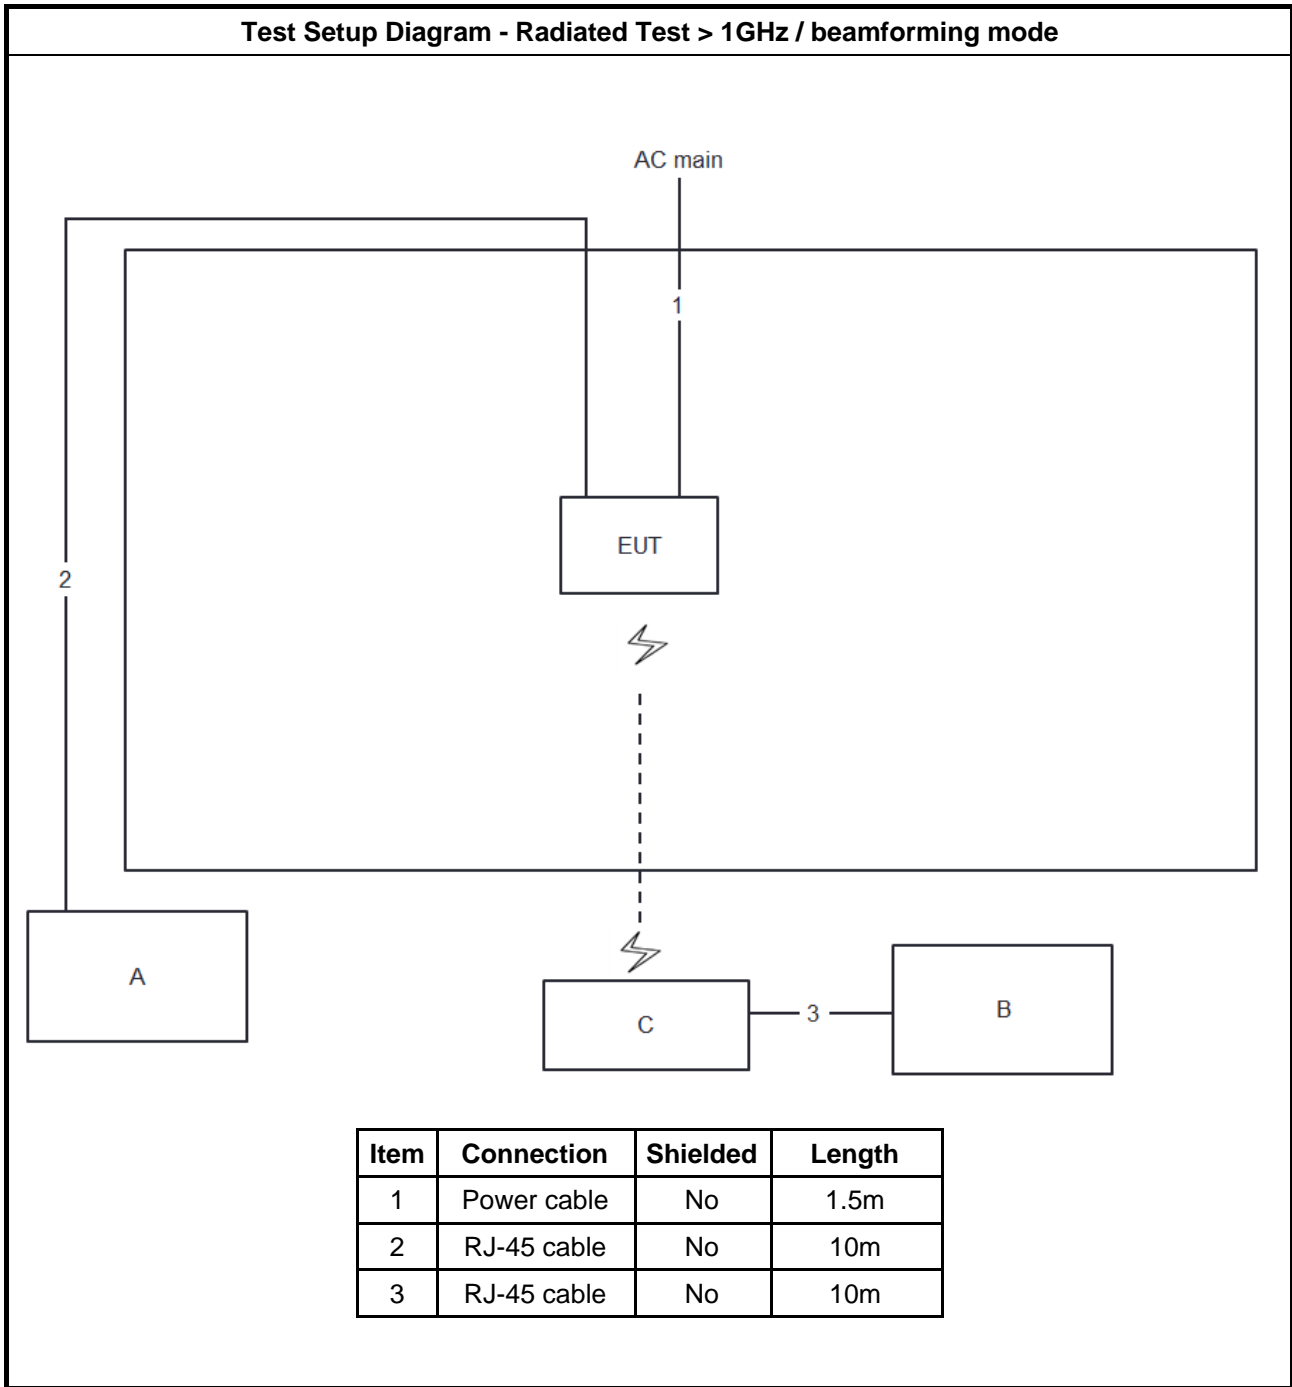 Test Setup Diagram - Radiated Test > 1GHz / beamforming mode
AC main
1
EUT
2
A
C
3
B
Item Connection Shielded Length
1 Power cable No 1.5m
2 RJ-45 cable No 10m
3 RJ-45 cable No 10m